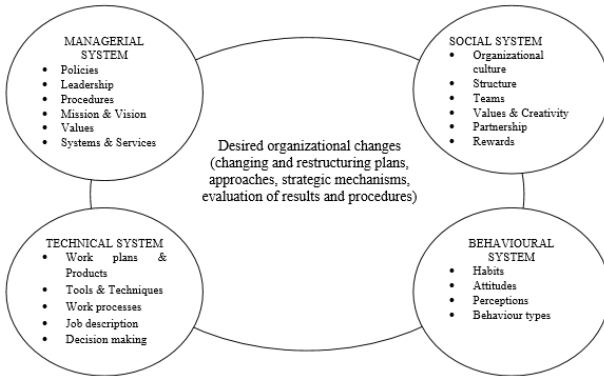 MANAGERIAL
SYSTEM
• Policies
• Leadership
• Procedures
• Mission & Vision
• Values
• Systems & Services
SOCIAL SYSTEM
• Organizational
culture
• Structure
• Teams
• Values & Creativity
• Partnership
• Rewards
Desired organizational changes
(changing and restructuring plans,
approaches, strategic mechanisms,
evaluation of results and procedures)
TECHNICAL SYSTEM
• Work plans &
Products
• Tools & Techniques
• Work processes
• Job description
• Decision making
BEHAVIOURAL
SYSTEM
• Habits
• Attitudes
• Perceptions
• Behaviour types